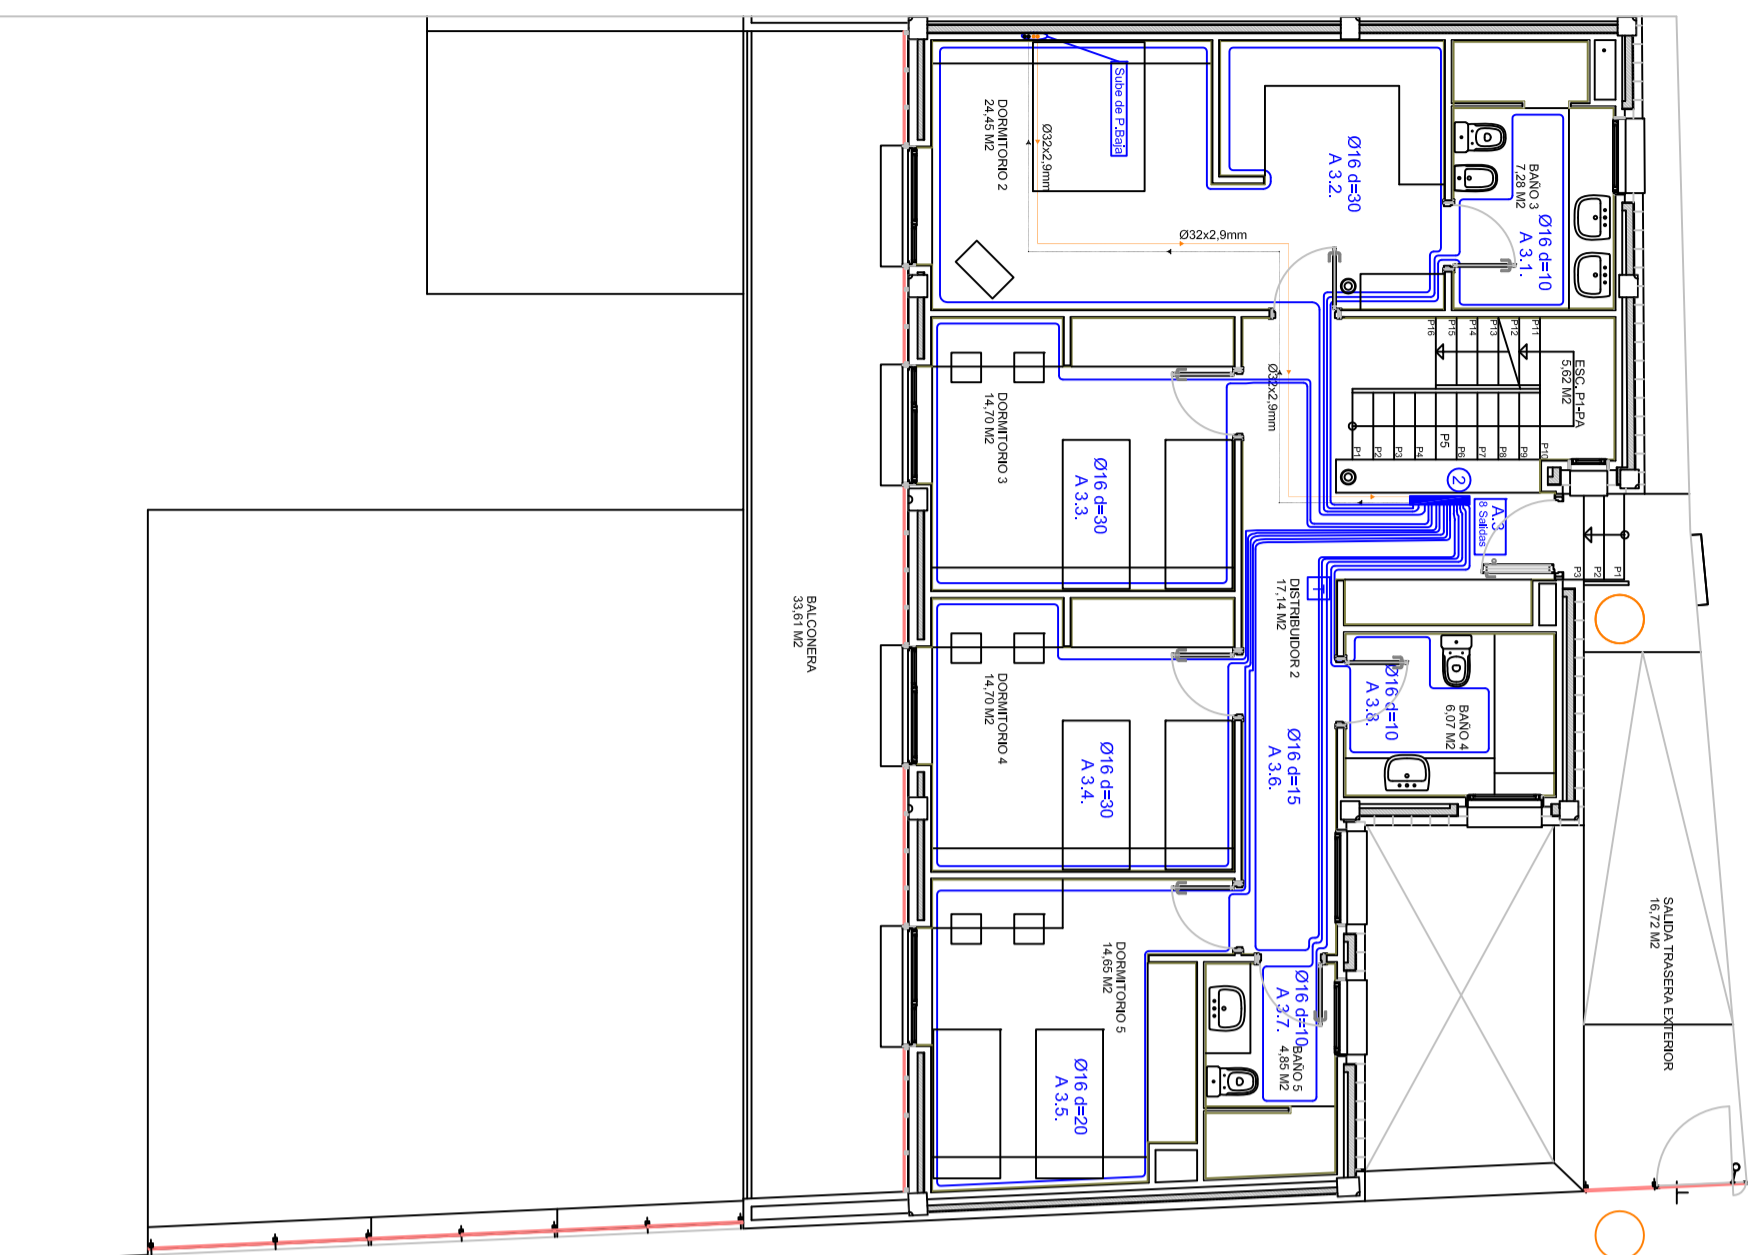 Sube de P.Baja
DORMITORIO 2
24,45 M2
Ø32x2,9mm
Ø32x2,9mm
Ø32x2,9mm
Ø16 d=30
A 3.2.
BAÑO 3
7,28 M2
Ø16 d=10
A 3.1.
ESC. P1-PA
5,62 M2
P16
P15
P14
P13
P12
P11
P1
P2
P3
P4
P5
P6
P7
P8
P9
P10
2
A.3
8 Salidas
P3
P2
P1
DORMITORIO 3
14,70 M2
Ø16 d=30
A 3.3.
DISTRIBUIDOR 2
17,14 M2
T
BALCONERA
33,61 M2
DORMITORIO 4
14,70 M2
Ø16 d=30
A 3.4.
Ø16 d=15
A 3.6.
Ø16 d=10
A 3.8.
BAÑO 4
6,07 M2
DORMITORIO 5
14,65 M2
Ø16 d=20
A 3.5.
Ø16 d=10
A 3.7.
BAÑO 5
4,85 M2
SALIDA TRASERA EXTERIOR
16,72 M2